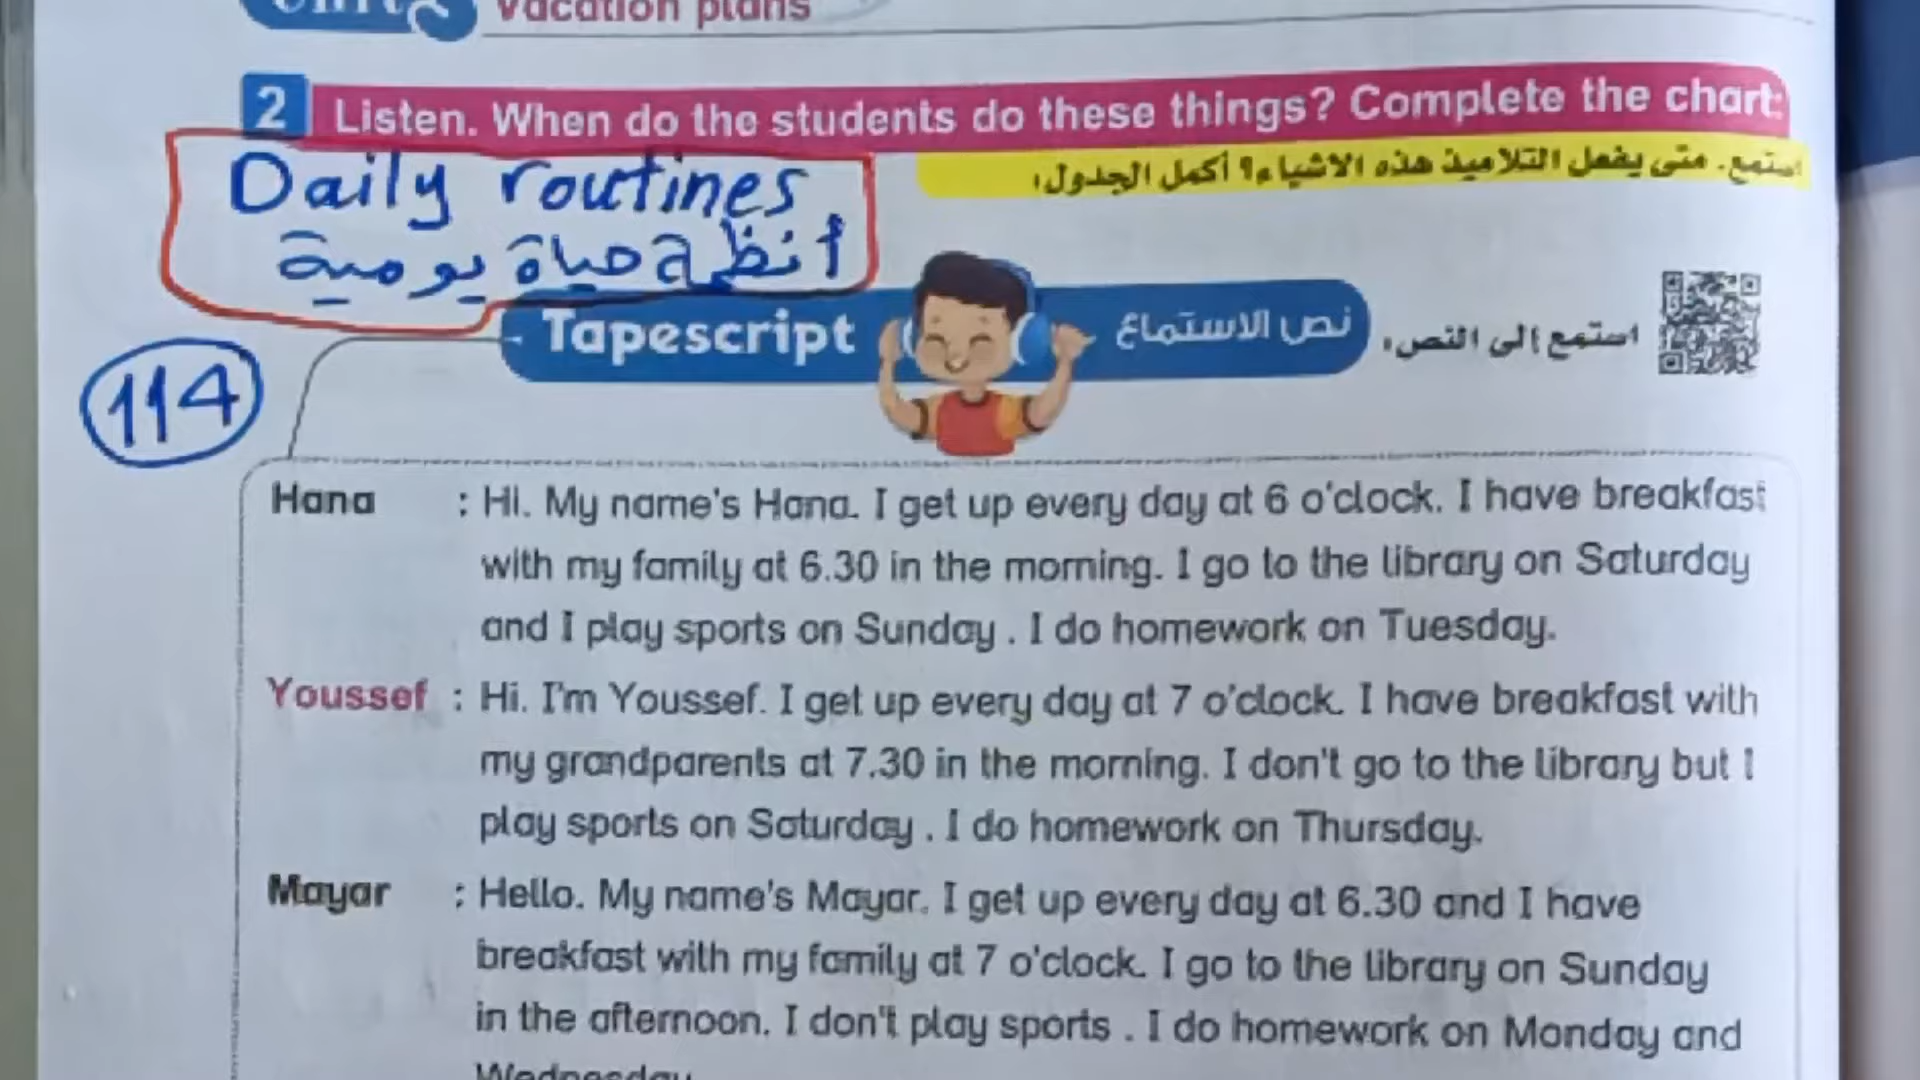 Vacation plans
2 Listen. When do the students do these things? Complete the chart:
استمع. متى يفعل التلاميذ هذه الاشياء؟ أكمل الجدول:
Daily routines
أنظمة حياة يومية
Tapescript نص الاستماع
استمع إلى النص:
114
Hana : Hi. My name's Hana. I get up every day at 6 o'clock. I have breakfast
with my family at 6.30 in the morning. I go to the library on Saturday
and I play sports on Sunday . I do homework on Tuesday.
Youssef : Hi. I'm Youssef. I get up every day at 7 o'clock. I have breakfast with
my grandparents at 7.30 in the morning. I don't go to the library but I
play sports on Saturday . I do homework on Thursday.
Mayar : Hello. My name's Mayar. I get up every day at 6.30 and I have
breakfast with my family at 7 o'clock. I go to the library on Sunday
in the afternoon. I don't play sports . I do homework on Monday and
Wednesday